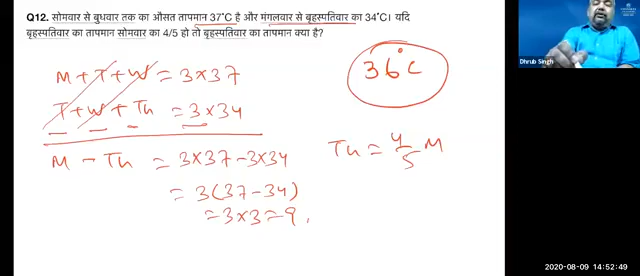 Q12. सोमवार से बुधवार तक का औसत तापमान 37°C है और मंगलवार से बृहस्पतिवार का 34°C। यदि
बृहस्पतिवार का तापमान सोमवार का 4/5 हो तो बृहस्पतिवार का तापमान क्या है?
M + T + W = 3×37
T + W + Th = 3×34
M - Th = 3×37 - 3×34
= 3(37-34)
= 3×3 = 9,
36°C
Th = 4/5 M
Dhrub Singh
2020-08-09 14:52:49